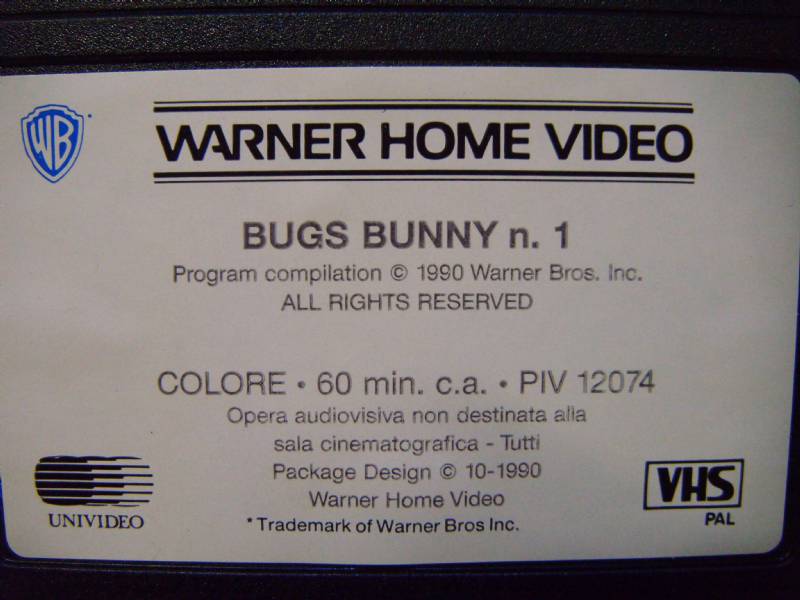 WB
WARNER HOME VIDEO
BUGS BUNNY n. 1
Program compilation © 1990 Warner Bros. Inc.
ALL RIGHTS RESERVED
COLORE • 60 min. c.a. • PIV 12074
Opera audiovisiva non destinata alla
sala cinematografica - Tutti
Package Design © 10-1990
Warner Home Video
* Trademark of Warner Bros Inc.
UNIVIDEO
VHS
PAL